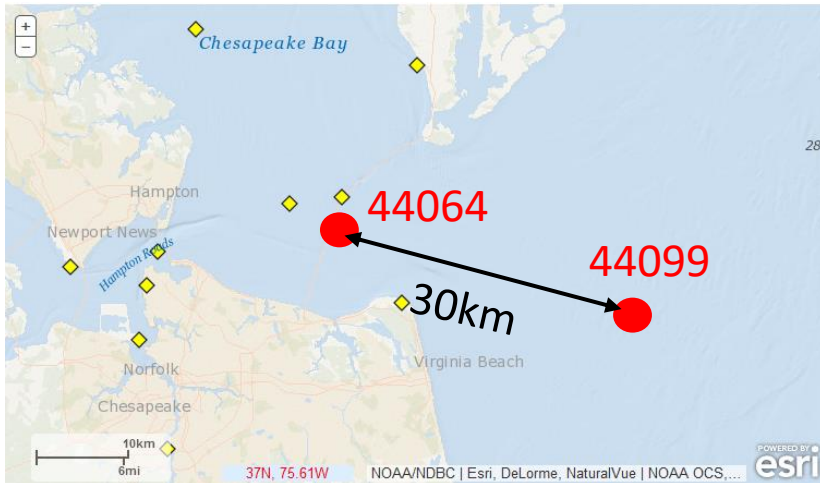 +
−
Chesapeake Bay
28
Hampton
44064
Newport News
Hampton Roads
44099
30km
Virginia Beach
Norfolk
Chesapeake
10km
6mi
37N, 75.61W
NOAA/NDBC | Esri, DeLorme, NaturalVue | NOAA OCS,...
POWERED BY
esri